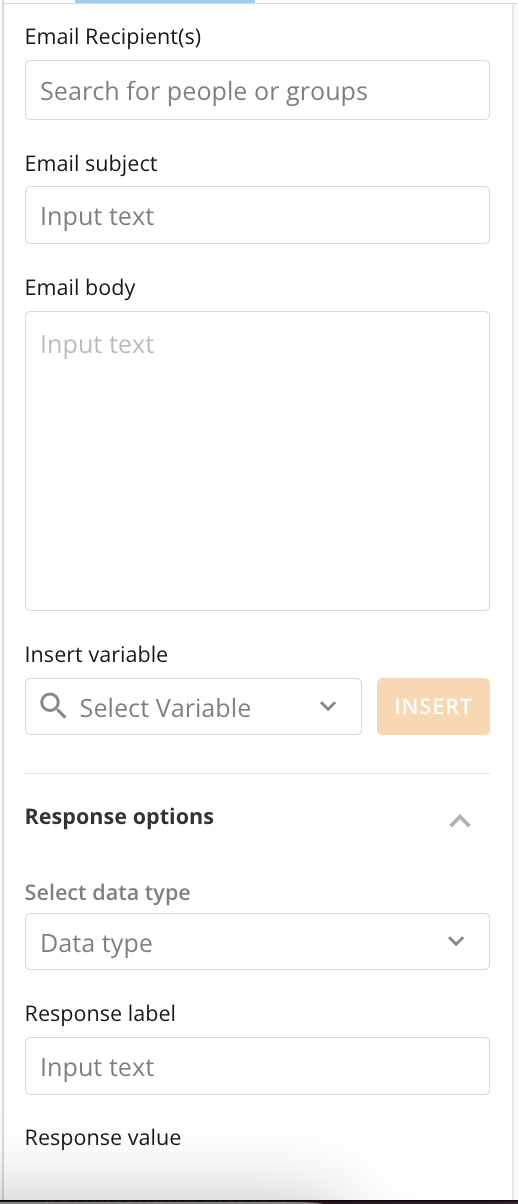 Email Recipient(s)
Search for people or groups
Email subject
Input text
Email body
Input text
Insert variable
Select Variable
INSERT
Response options
Select data type
Data type
Response label
Input text
Response value